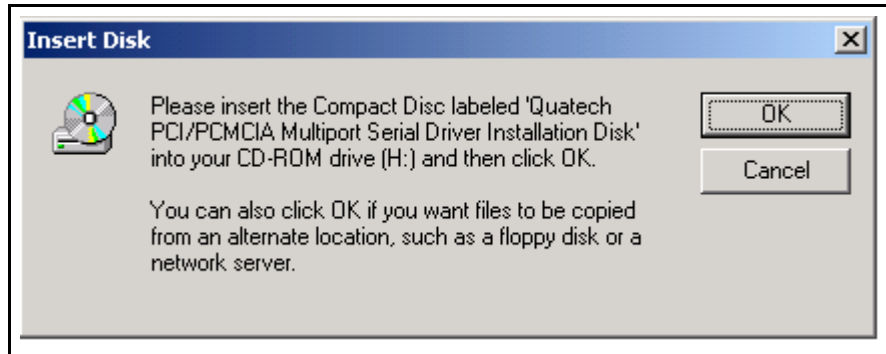 Insert Disk
Please insert the Compact Disc labeled 'Quatech
PCI/PCMCIA Multiport Serial Driver Installation Disk'
into your CD-ROM drive (H:) and then click OK.
You can also click OK if you want files to be copied
from an alternate location, such as a floppy disk or a
network server.
OK
Cancel